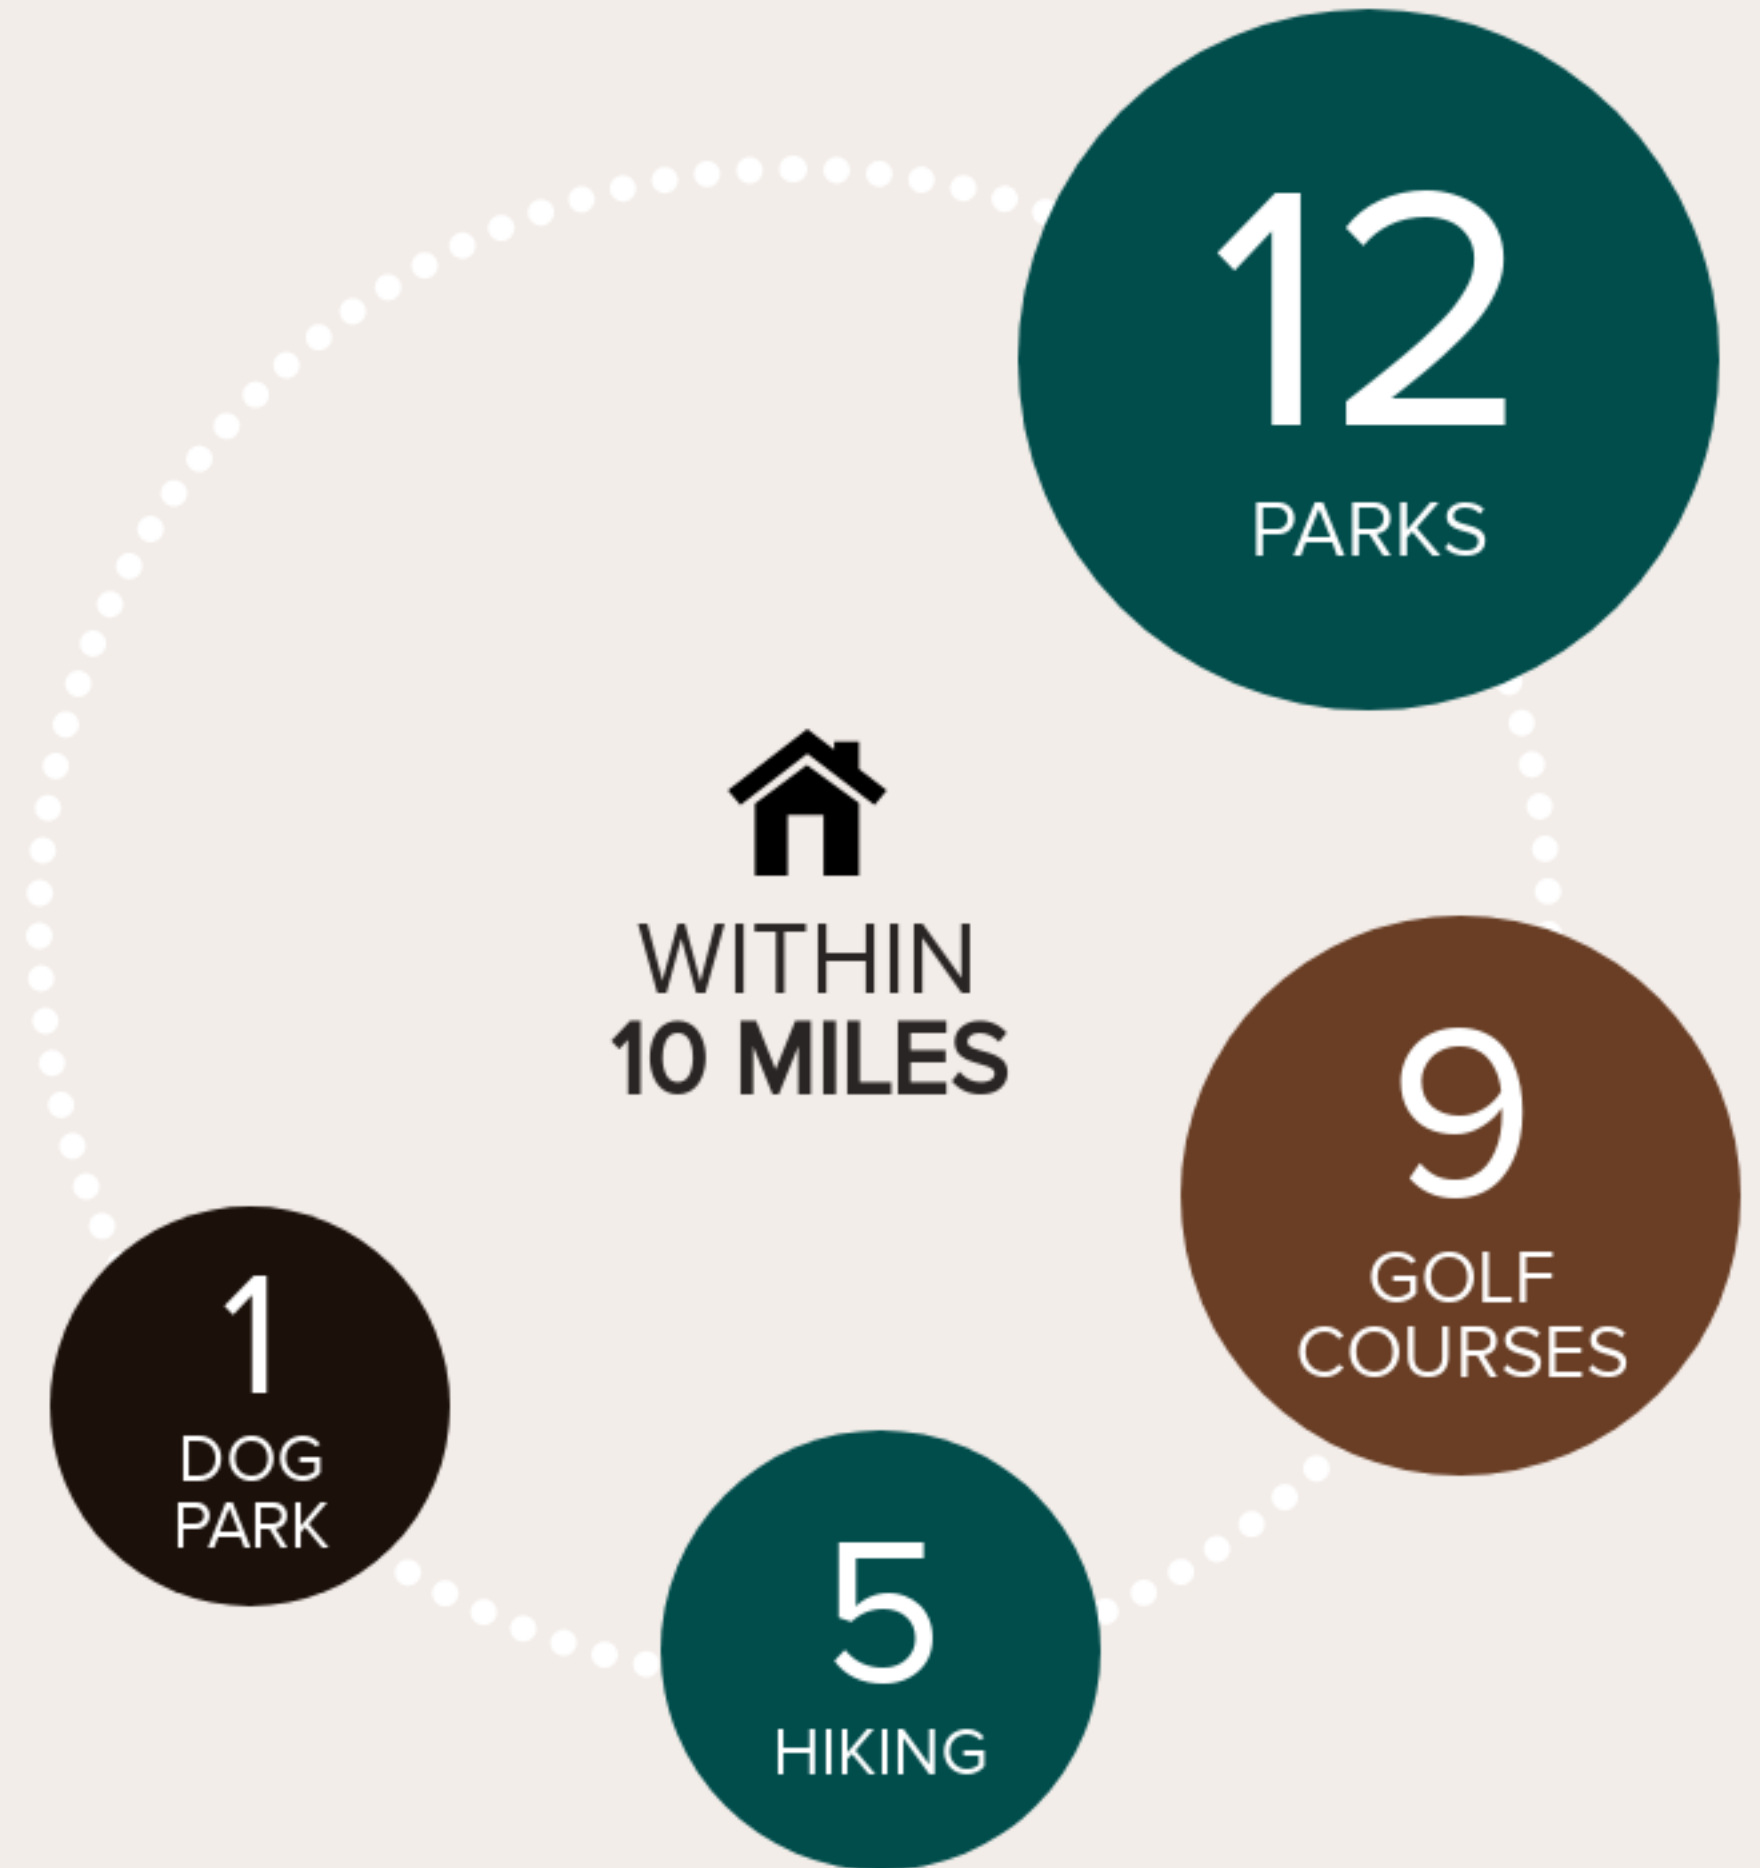 12
PARKS
WITHIN
10 MILES
9
GOLF
COURSES
1
DOG
PARK
5
HIKING